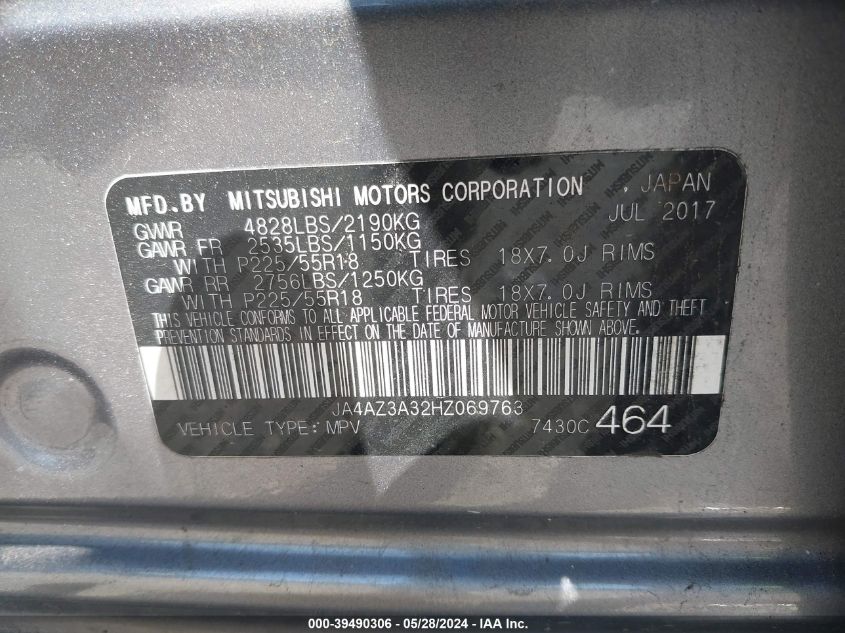 MFD.BY MITSUBISHI MOTORS CORPORATION , JAPAN
GVWR 4828LBS/2190KG JUL 2017
GAWR FR 2535LBS/1150KG
WITH P225/55R18 TIRES 18X7.0J RIMS
GAWR RR 2756LBS/1250KG
WITH P225/55R18 TIRES 18X7.0J RIMS
THIS VEHICLE CONFORMS TO ALL APPLICABLE FEDERAL MOTOR VEHICLE SAFETY AND THEFT
PREVENTION STANDARDS IN EFFECT ON THE DATE OF MANUFACTURE SHOWN ABOVE.
JA4AZ3A32HZ069763
VEHICLE TYPE:MPV 7430C 464
000-39490306 - 05/28/2024 - IAA Inc.